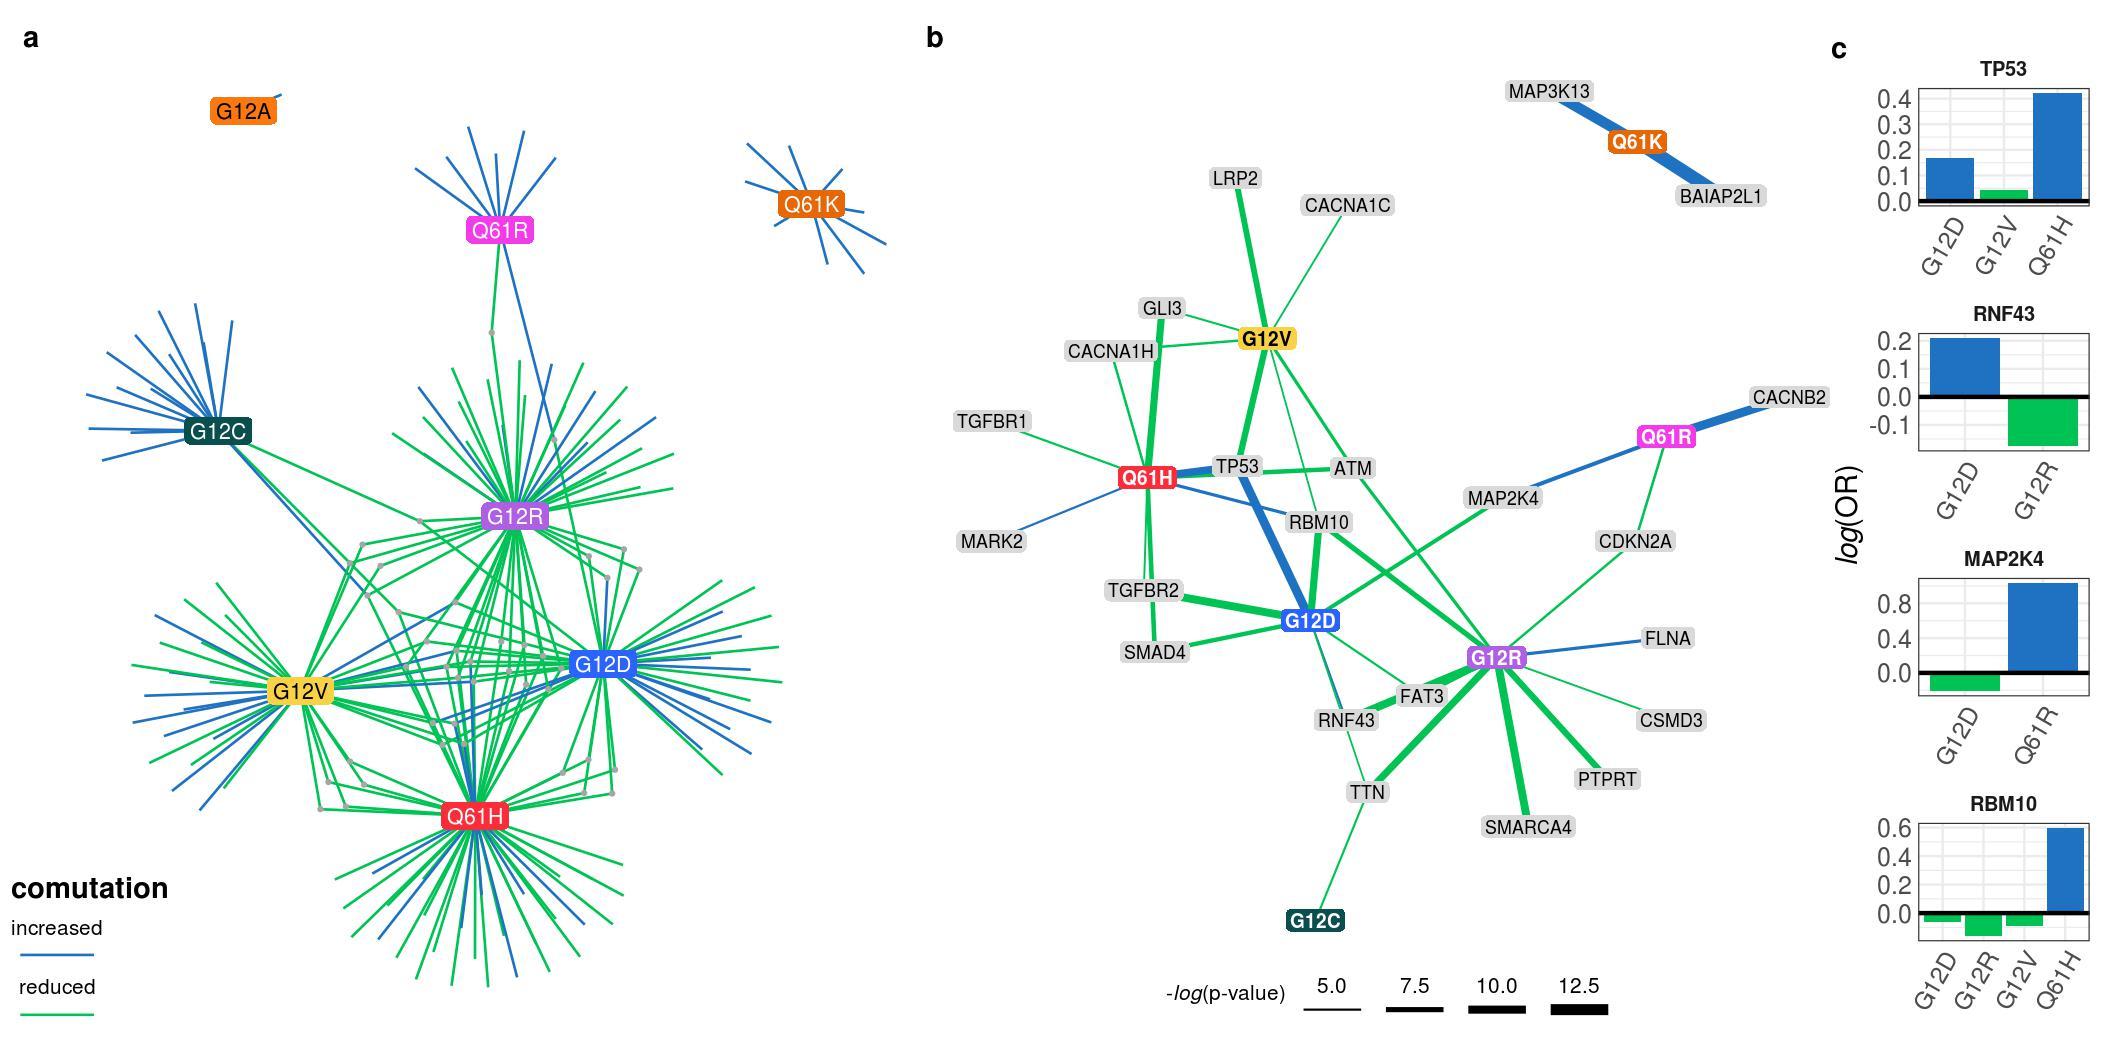 a
G12A
Q61R
Q61K
G12C
G12R
G12D
G12V
Q61H
comutation
increased
reduced
b
MAP3K13
Q61K
BAIAP2L1
LRP2
CACNA1C
GLI3
G12V
CACNA1H
CACNB2
TGFBR1
Q61R
Q61H
TP53
ATM
MAP2K4
RBM10
MARK2
CDKN2A
TGFBR2
G12D
SMAD4
FLNA
G12R
FAT3
RNF43
CSMD3
PTPRT
TTN
SMARCA4
G12C
-log(p-value)
5.0
7.5
10.0
12.5
c
log(OR)
TP53
0.4
0.3
0.2
0.1
0.0
G12D
G12V
Q61H
RNF43
0.2
0.1
0.0
-0.1
G12D
G12R
MAP2K4
0.8
0.4
0.0
G12D
Q61R
RBM10
0.6
0.4
0.2
0.0
G12D
G12R
G12V
Q61H